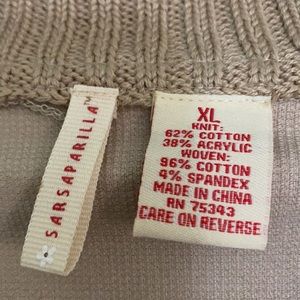 SARSAPARILLA™
XL
KNIT:
62% COTTON
38% ACRYLIC
WOVEN:
96% COTTON
4% SPANDEX
MADE IN CHINA
RN 75343
CARE ON REVERSE